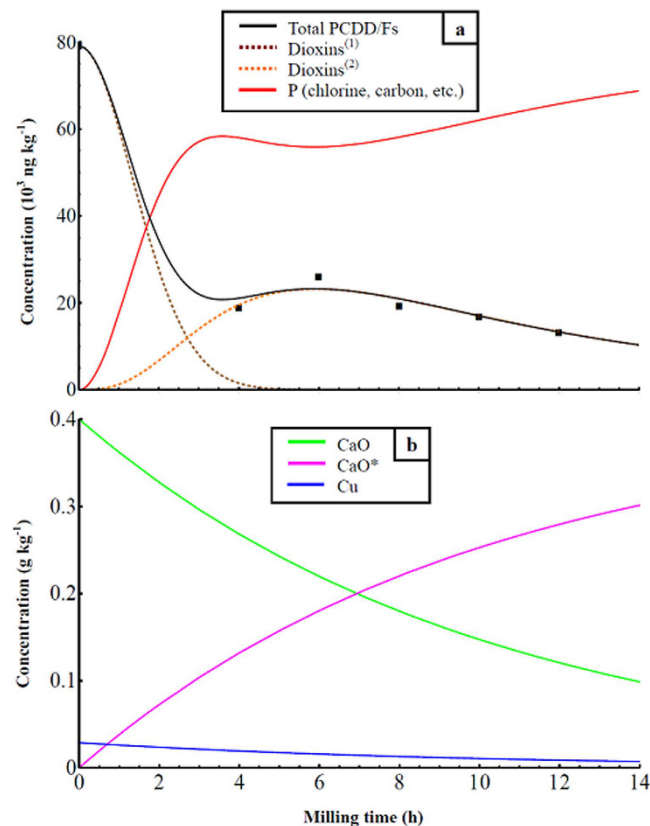 Total PCDD/Fs
Dioxins(1)
Dioxins(2)
P (chlorine, carbon, etc.)
a
80
60
40
20
0
Concentration (10³ ng kg⁻¹)
CaO
CaO*
Cu
b
0.4
0.3
0.2
0.1
0
Concentration (g kg⁻¹)
0 2 4 6 8 10 12 14
Milling time (h)